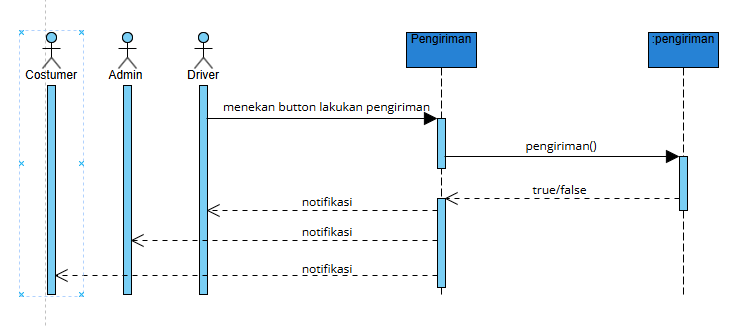 Pengiriman
:pengiriman
Costumer
Admin
Driver
menekan button lakukan pengiriman
pengiriman()
true/false
notifikasi
notifikasi
notifikasi